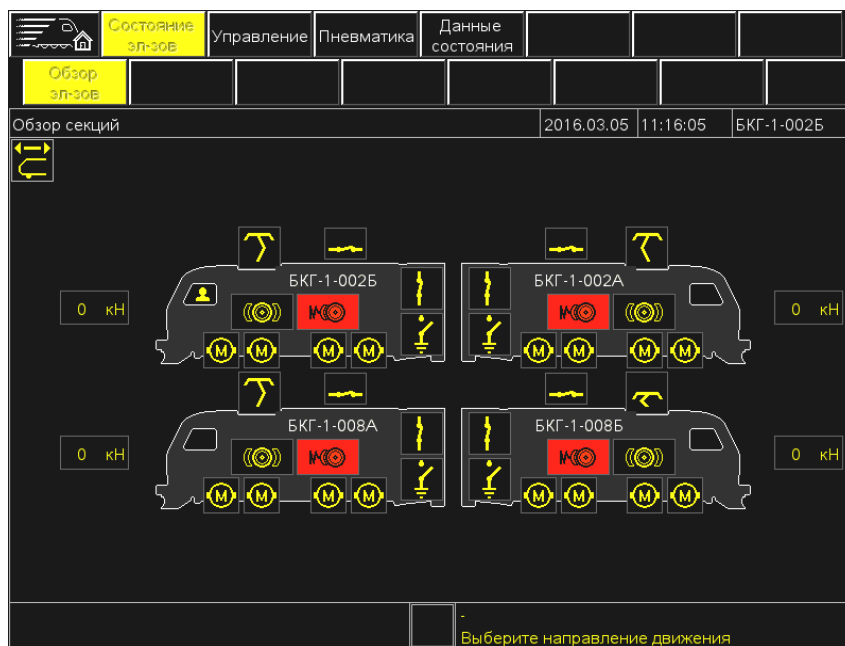 Состояние
эл-зов
Управление
Пневматика
Данные
состояния
Обзор
эл-зов
Обзор секций
2016.03.05
11:16:05
БКГ-1-002Б
БКГ-1-002Б
БКГ-1-002А
0 кН
0 кН
M M M M
M M M M
БКГ-1-008А
БКГ-1-008Б
0 кН
0 кН
M M M M
M M M M
-
Выберите направление движения